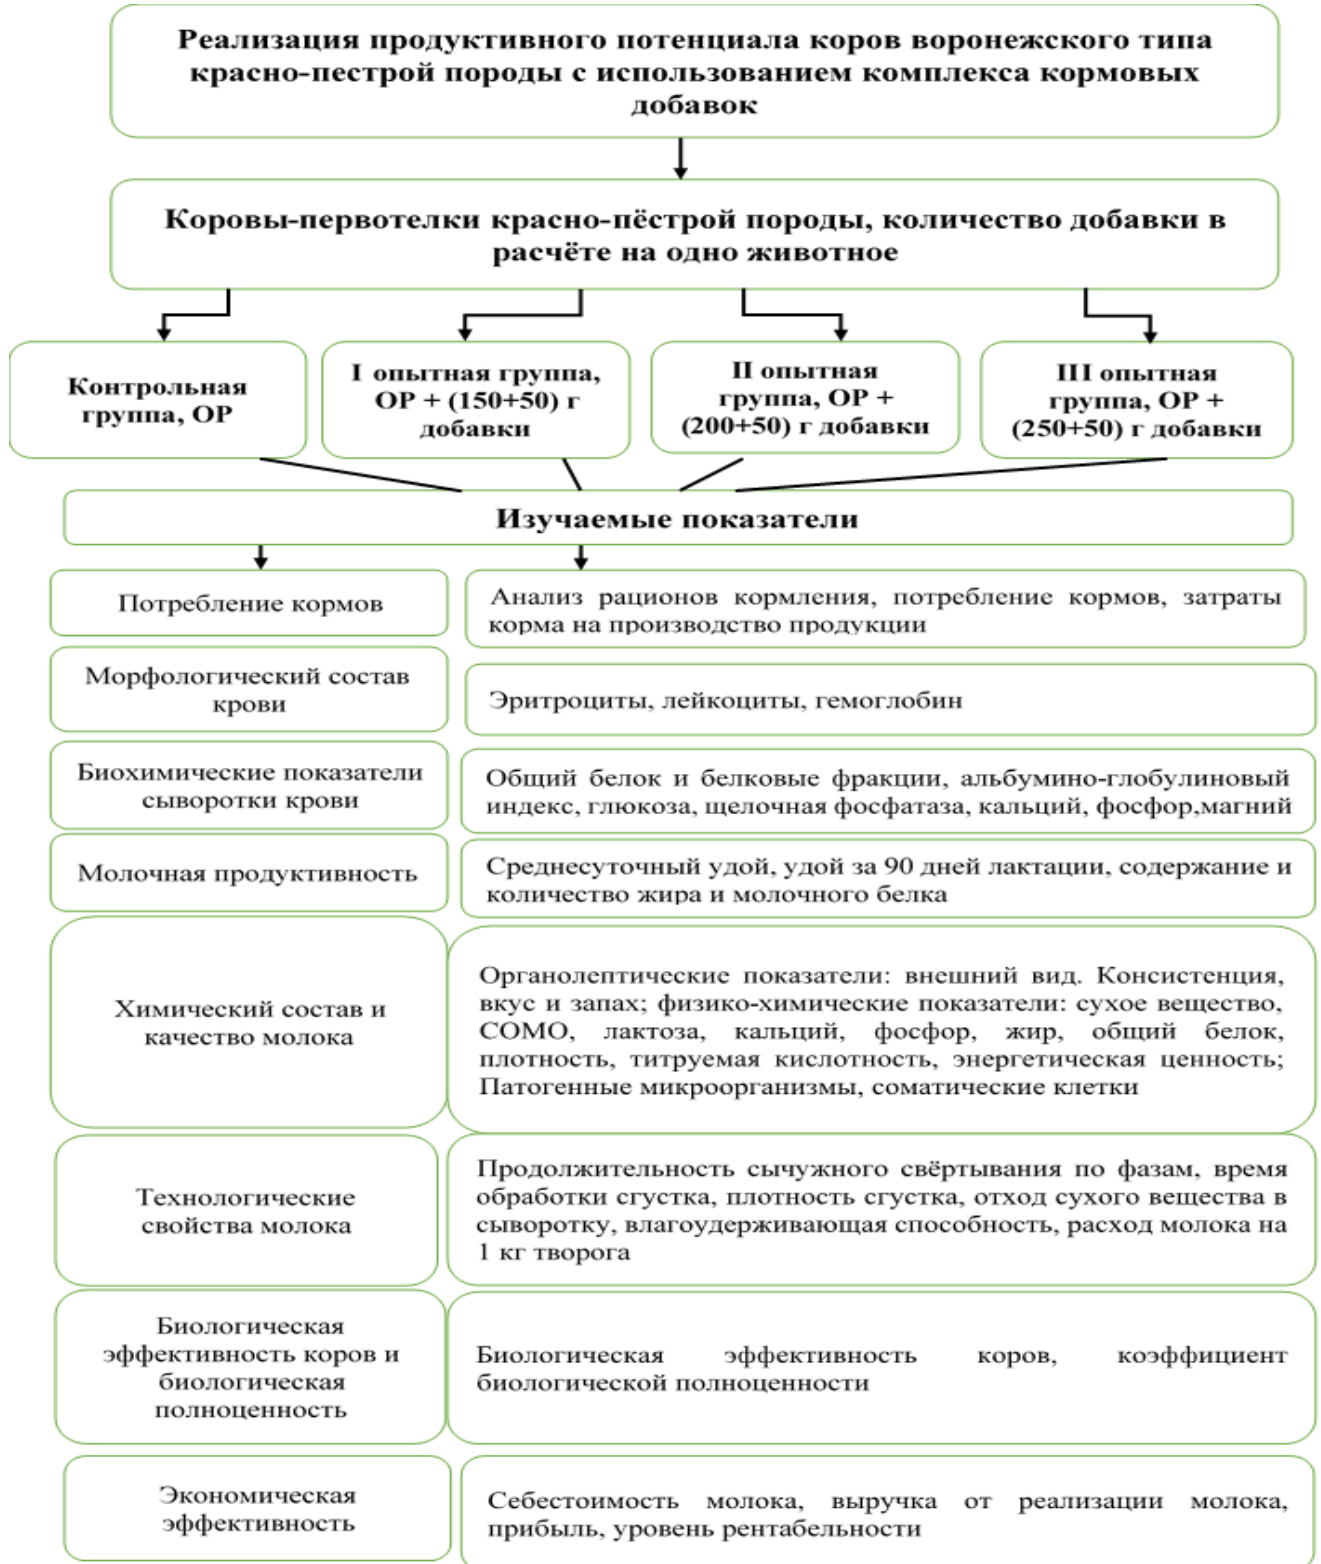 Реализация продуктивного потенциала коров воронежского типа
красно-пестрой породы с использованием комплекса кормовых
добавок
Коровы-первотелки красно-пёстрой породы, количество добавки в
расчёте на одно животное
Контрольная
группа, ОР
I опытная группа,
ОР + (150+50) г
добавки
II опытная
группа, ОР +
(200+50) г добавки
III опытная
группа, ОР +
(250+50) г добавки
Изучаемые показатели
Потребление кормов
Анализ рационов кормления, потребление кормов, затраты
корма на производство продукции
Морфологический состав
крови
Эритроциты, лейкоциты, гемоглобин
Биохимические показатели
сыворотки крови
Общий белок и белковые фракции, альбумино-глобулиновый
индекс, глюкоза, щелочная фосфатаза, кальций, фосфор,магний
Молочная продуктивность
Среднесуточный удой, удой за 90 дней лактации, содержание и
количество жира и молочного белка
Химический состав и
качество молока
Органолептические показатели: внешний вид. Консистенция,
вкус и запах; физико-химические показатели: сухое вещество,
СОМО, лактоза, кальций, фосфор, жир, общий белок,
плотность, титруемая кислотность, энергетическая ценность;
Патогенные микроорганизмы, соматические клетки
Технологические
свойства молока
Продолжительность сычужного свёртывания по фазам, время
обработки сгустка, плотность сгустка, отход сухого вещества в
сыворотку, влагоудерживающая способность, расход молока на
1 кг творога
Биологическая
эффективность коров и
биологическая
полноценность
Биологическая эффективность коров, коэффициент
биологической полноценности
Экономическая
эффективность
Себестоимость молока, выручка от реализации молока,
прибыль, уровень рентабельности